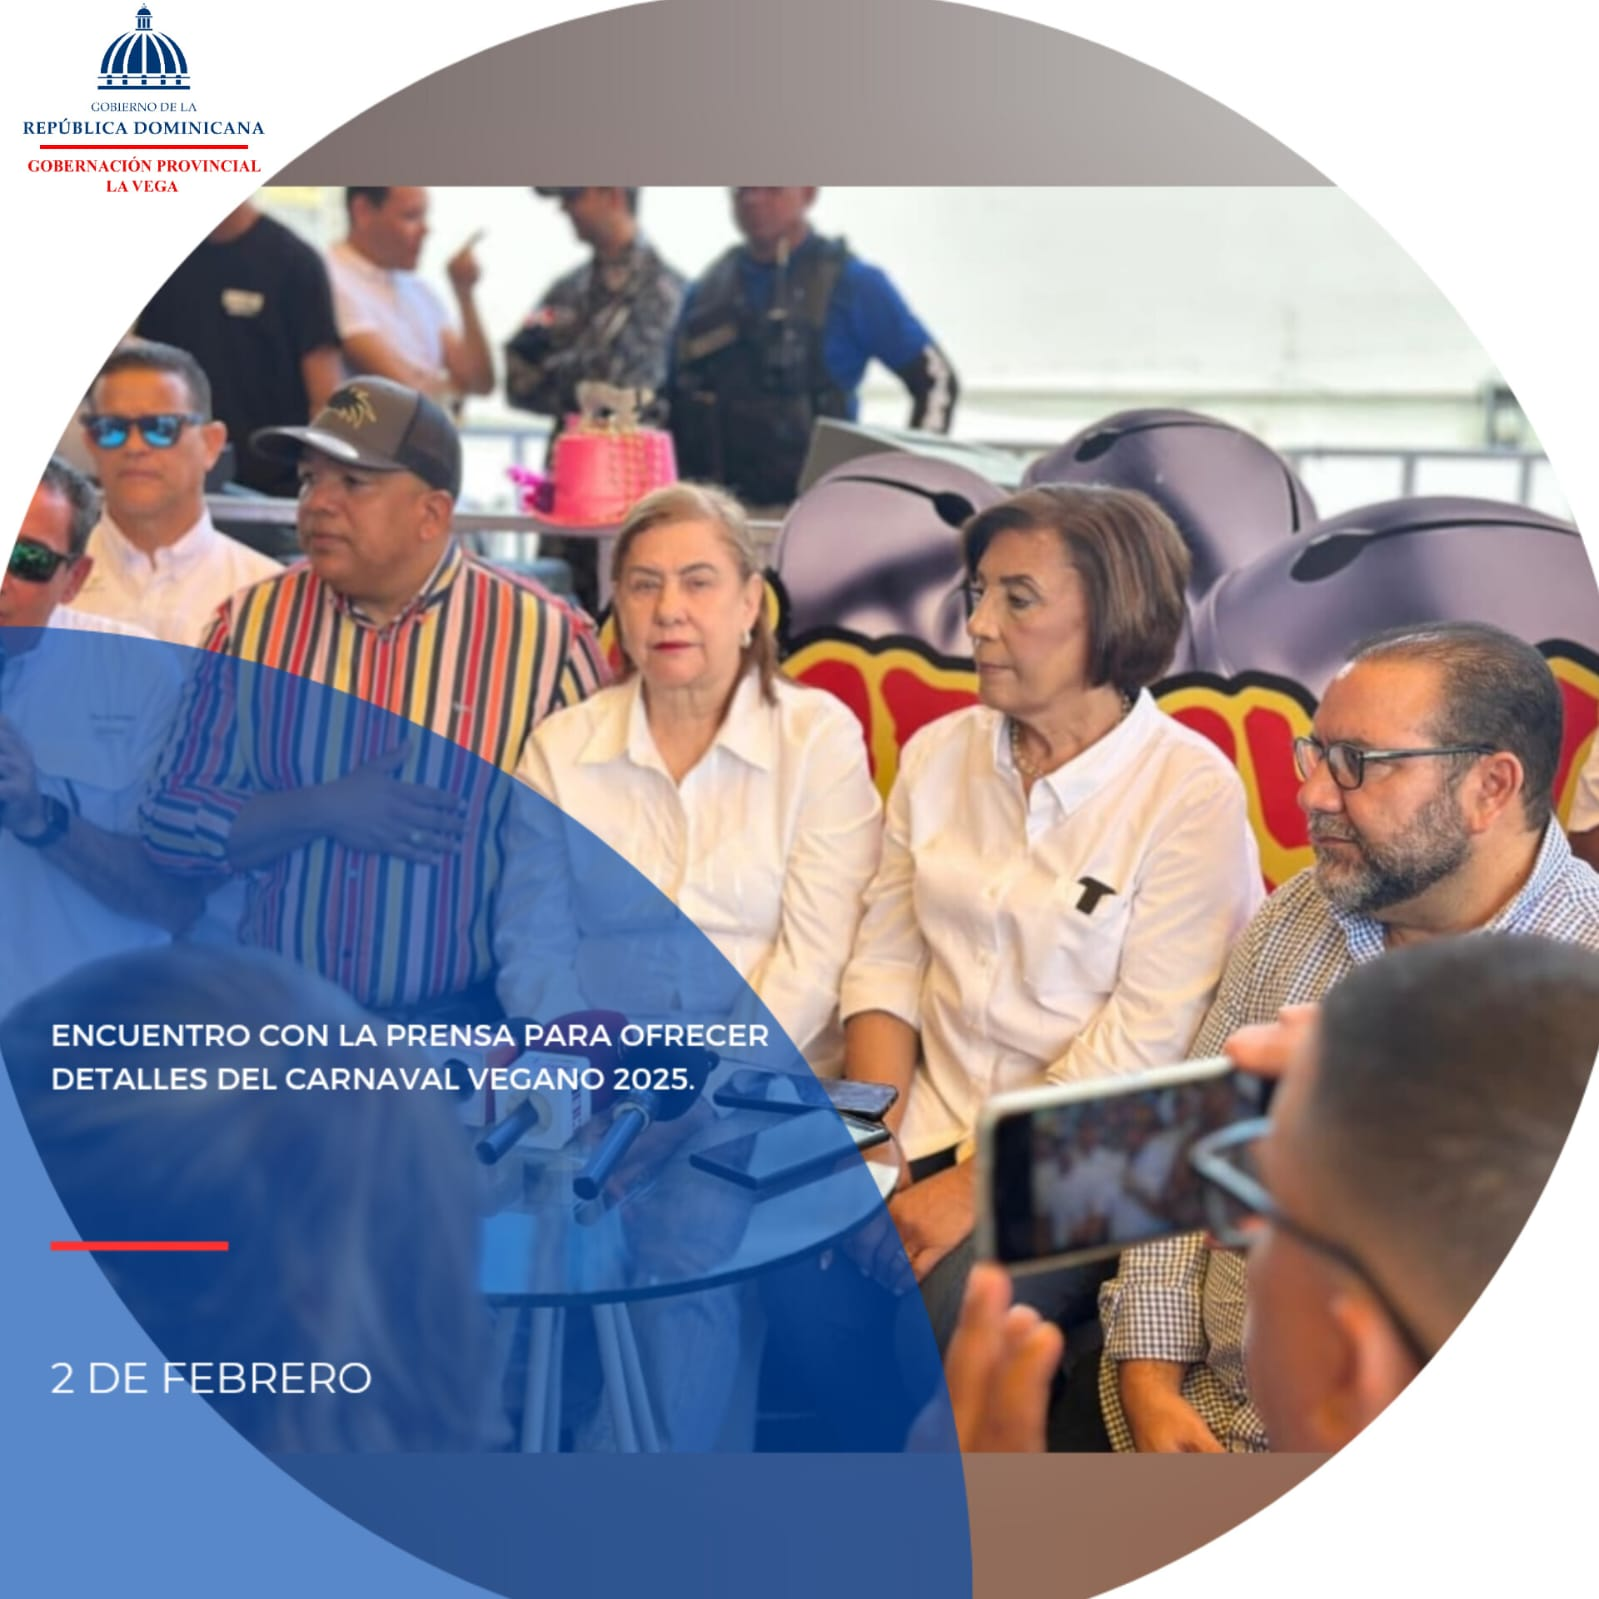 GOBIERNO DE LA
REPÚBLICA DOMINICANA
GOBERNACIÓN PROVINCIAL
LA VEGA
ENCUENTRO CON LA PRENSA PARA OFRECER
DETALLES DEL CARNAVAL VEGANO 2025.
2 DE FEBRERO